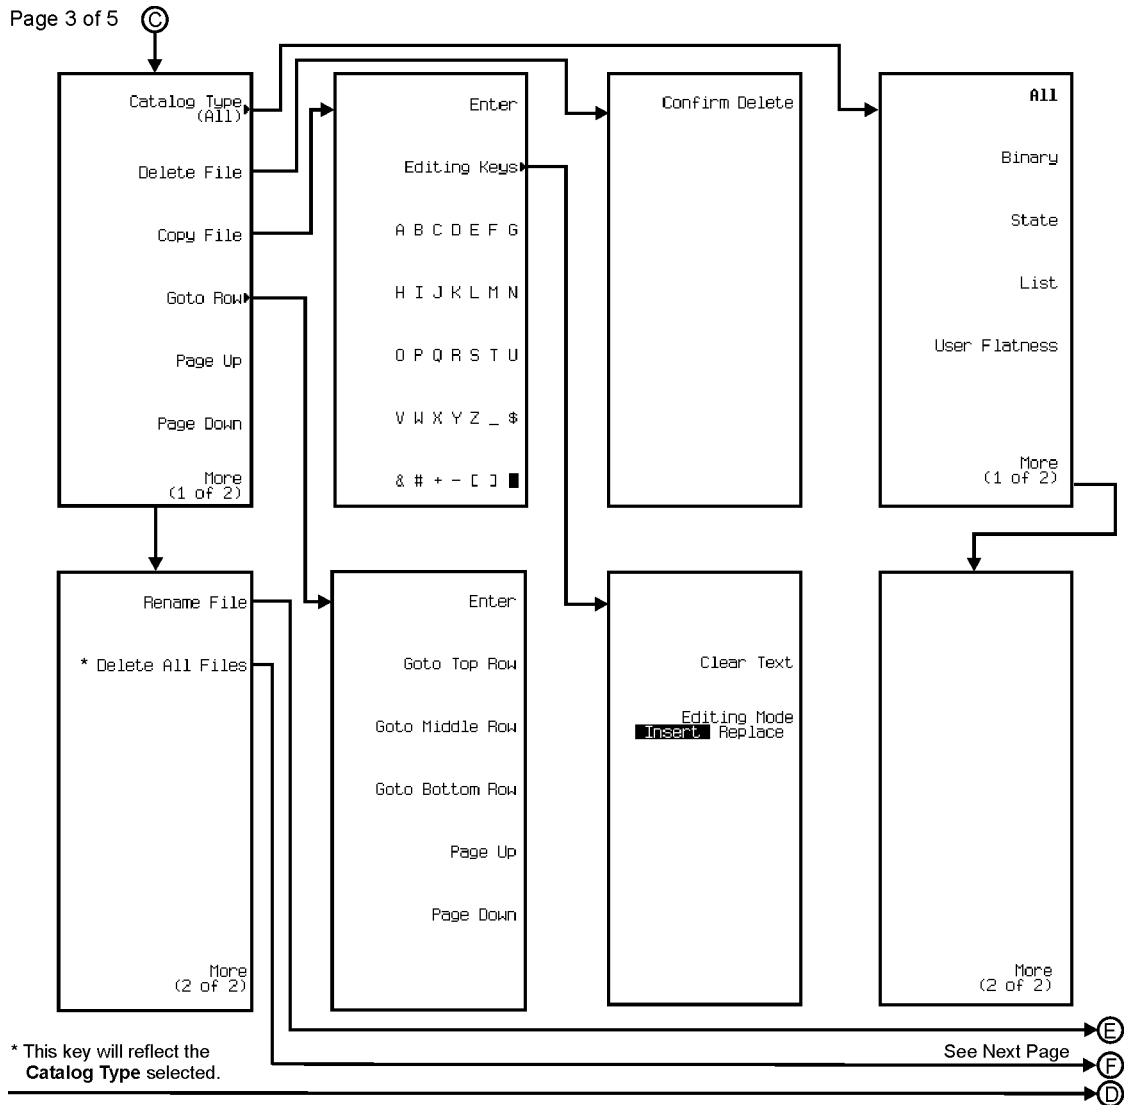 Page 3 of 5 C
Catalog Type
(All)
Delete File
Copy File
Goto Row
Page Up
Page Down
More
(1 of 2)
Enter
Editing Keys
A B C D E F G
H I J K L M N
O P Q R S T U
V W X Y Z _ $
& # + - [ ]
Confirm Delete
All
Binary
State
List
User Flatness
More
(1 of 2)
Rename File
* Delete All Files
More
(2 of 2)
Enter
Goto Top Row
Goto Middle Row
Goto Bottom Row
Page Up
Page Down
Clear Text
Editing Mode
Insert Replace
More
(2 of 2)
* This key will reflect the
Catalog Type selected.
E
See Next Page
F
D